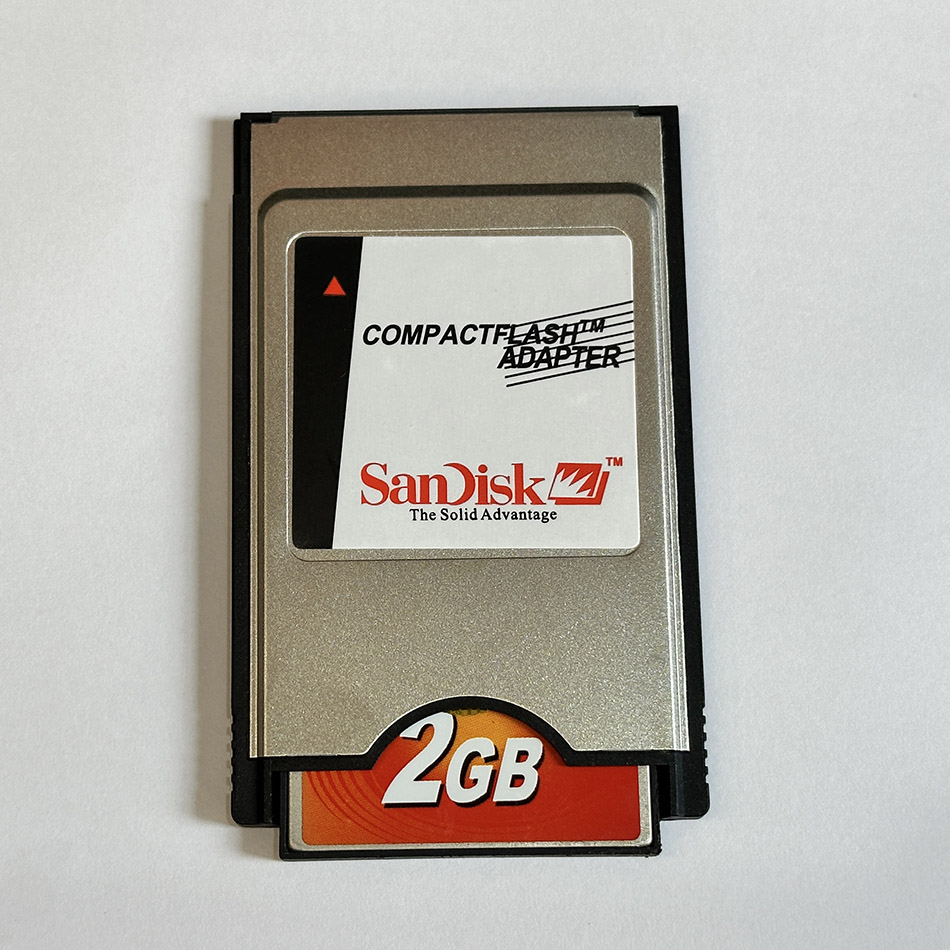 COMPACTFLASH™
ADAPTER
SanDisk™
The Solid Advantage
2GB